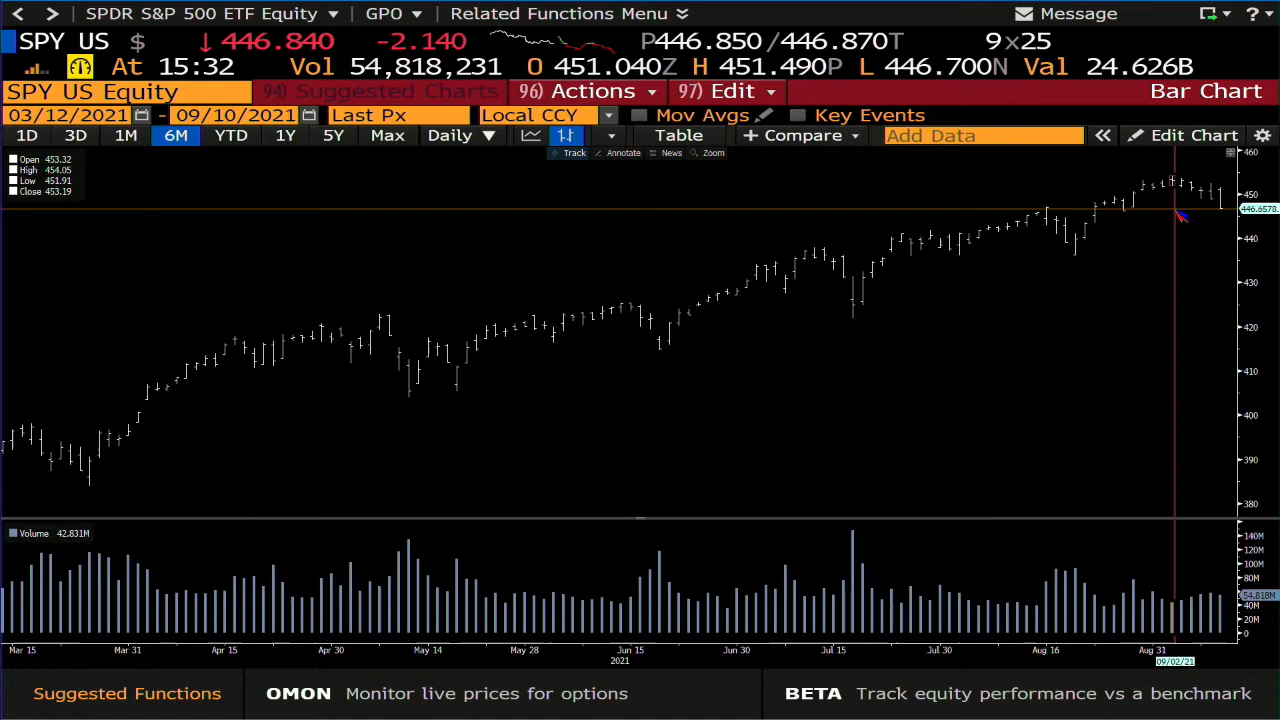 SPDR S&P 500 ETF Equity GPO Related Functions Menu Message ?
SPY US $ ↓ 446.840 -2.140 P446.850 / 446.870T 9 x 25
At 15:32 Vol 54,818,231 O 451.040Z H 451.490P L 446.700N Val 24.626B
SPY US Equity 94) Suggested Charts 96) Actions 97) Edit Bar Chart
03/12/2021 - 09/10/2021 Last Px Local CCY Mov Avgs Key Events
1D 3D 1M 6M YTD 1Y 5Y Max Daily Table + Compare Add Data « Edit Chart
Track Annotate News Zoom
Open 453.32
High 454.05
Low 451.91
Close 453.19
460
450
446.6578
440
430
420
410
400
390
380
Volume 42.831M
140M
120M
100M
80M
54.818M
40M
20M
0
Mar 15 Mar 31 Apr 15 Apr 30 May 14 May 28 Jun 15 Jun 30 Jul 15 Jul 30 Aug 16 Aug 31
2021 09/02/21
Suggested Functions OMON Monitor live prices for options BETA Track equity performance vs a benchmark